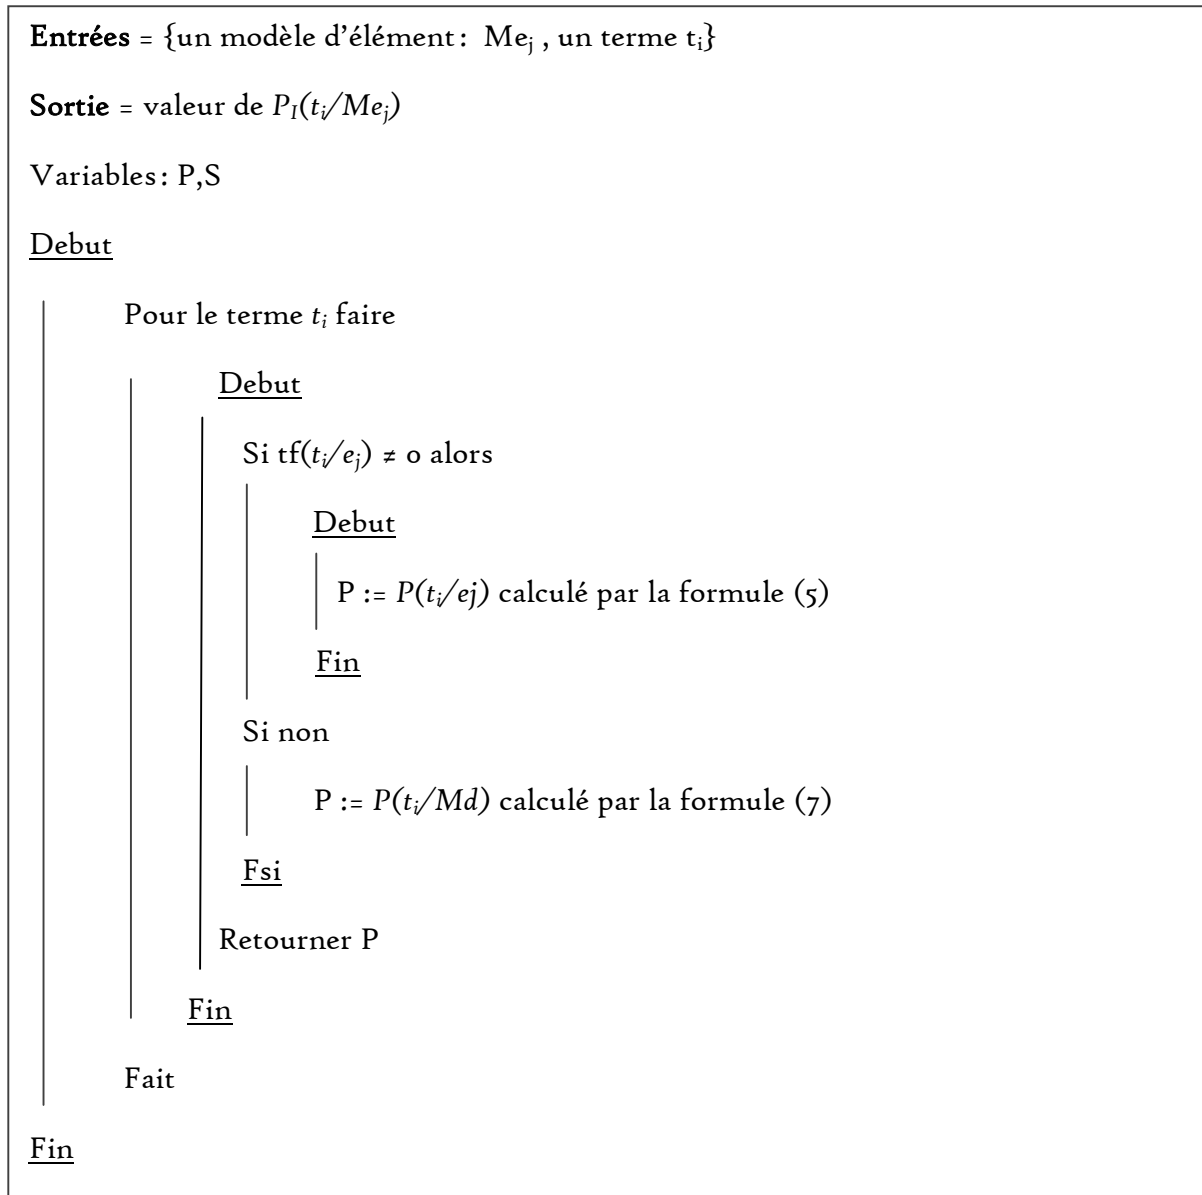 Entrées = {un modèle d'élément : Mej , un terme ti}
Sortie = valeur de PI(ti/Mej)
Variables : P,S
Debut
Pour le terme ti faire
Debut
Si tf(ti/ej) ≠ 0 alors
Debut
P := P(ti/ej) calculé par la formule (5)
Fin
Si non
P := P(ti/Md) calculé par la formule (7)
Fsi
Retourner P
Fin
Fait
Fin